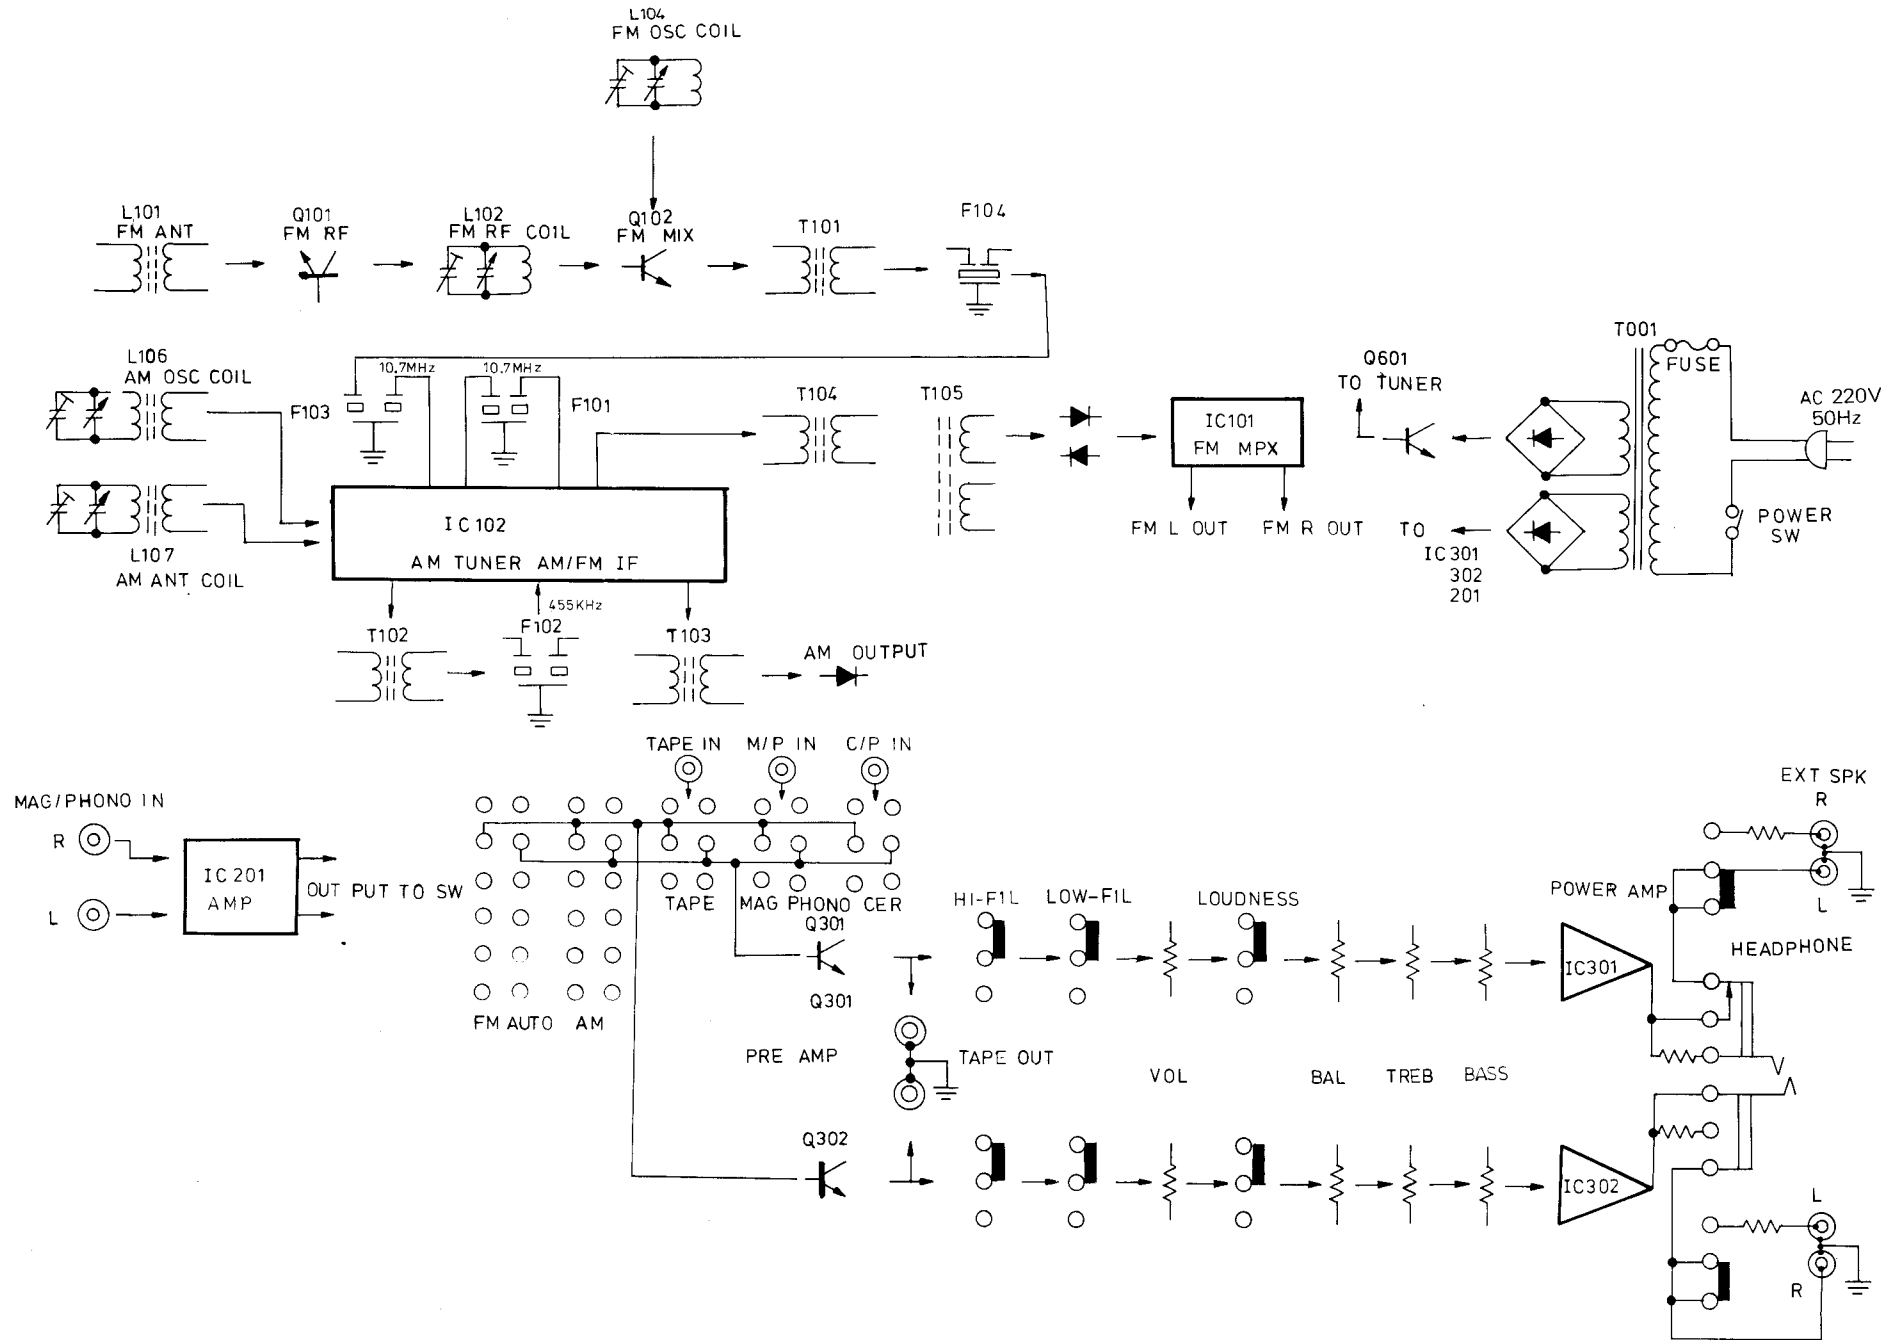 L104
FM OSC COIL
L101
FM ANT
Q101
FM RF
L102
FM RF COIL
Q102
FM MIX
T101
F104
L106
AM OSC COIL
F103
10.7MHz
10.7MHz
F101
T104
T105
IC101
FM MPX
FM L OUT
FM R OUT
Q601
TO TUNER
T001
FUSE
AC 220V
50Hz
POWER
SW
TO
IC301
302
201
L107
AM ANT COIL
IC102
AM TUNER AM/FM IF
T102
455KHz
F102
T103
AM OUTPUT
TAPE IN
M/P IN
C/P IN
MAG/PHONO IN
R
L
IC201
AMP
OUT PUT TO SW
TAPE
MAG PHONO CER
FM AUTO AM
Q301
Q301
PRE AMP
Q302
TAPE OUT
HI-FIL
LOW-FIL
VOL
LOUDNESS
BAL
TREB
BASS
POWER AMP
IC301
IC302
EXT SPK
R
L
HEADPHONE
L
R